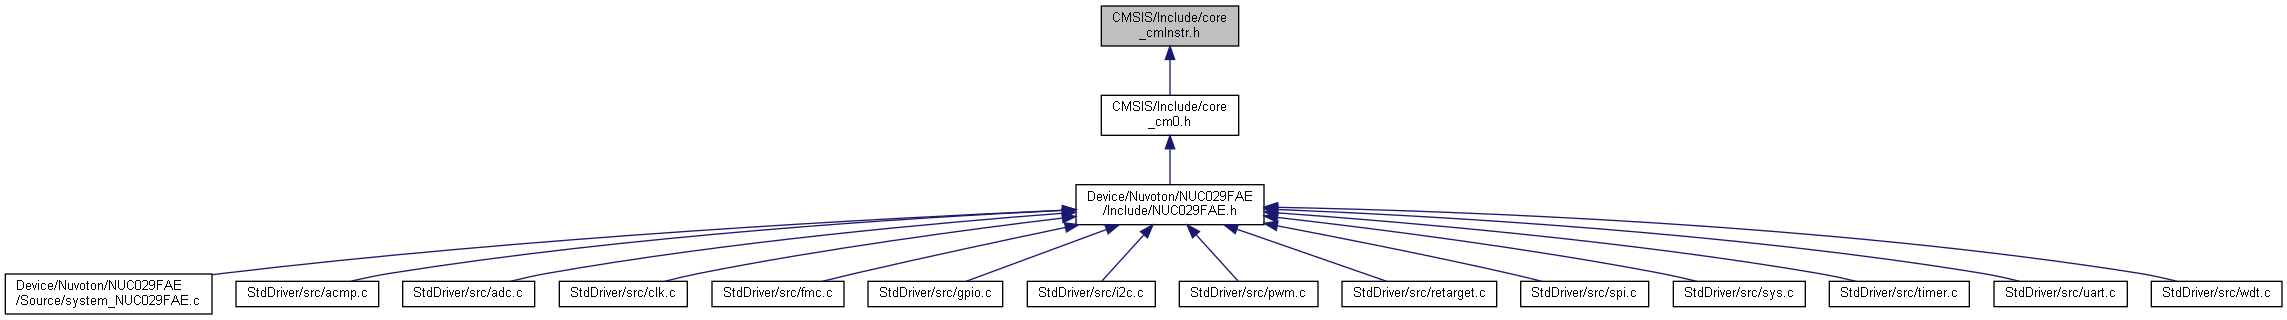 CMSIS/Include/core
_cmInstr.h
CMSIS/Include/core
_cm0.h
Device/Nuvoton/NUC029FAE
/Include/NUC029FAE.h
Device/Nuvoton/NUC029FAE
/Source/system_NUC029FAE.c
StdDriver/src/acmp.c
StdDriver/src/adc.c
StdDriver/src/clk.c
StdDriver/src/fmc.c
StdDriver/src/gpio.c
StdDriver/src/i2c.c
StdDriver/src/pwm.c
StdDriver/src/retarget.c
StdDriver/src/spi.c
StdDriver/src/sys.c
StdDriver/src/timer.c
StdDriver/src/uart.c
StdDriver/src/wdt.c